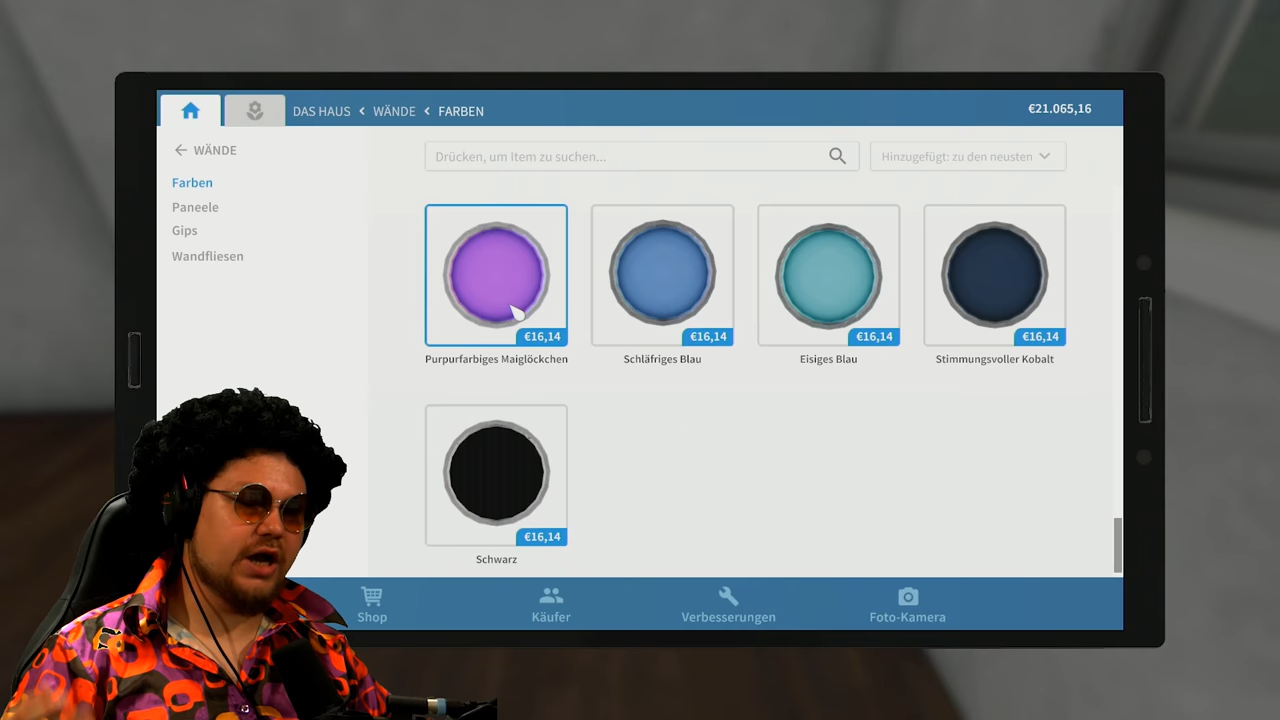 DAS HAUS < WÄNDE < FARBEN
€21.065,16
← WÄNDE
Drücken, um Item zu suchen...
Hinzugefügt: zu den neusten
Farben
Paneele
Gips
Wandfliesen
€16,14
€16,14
€16,14
€16,14
Purpurfarbiges Maiglöckchen
Schläfriges Blau
Eisiges Blau
Stimmungsvoller Kobalt
€16,14
Schwarz
Shop
Käufer
Verbesserungen
Foto-Kamera